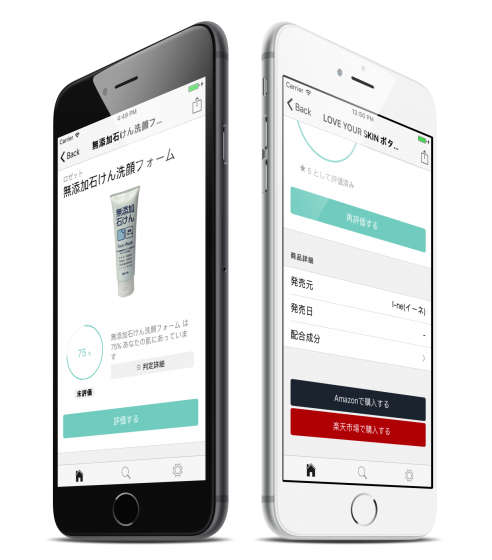 Carrier
4:49 PM
Back
無添加石けん洗顔フ...
ロゼット
無添加石けん洗顔フォーム
無添加
石けん
Face Wash
75 %
無添加石けん洗顔フォーム は
75% あなたの肌にあっていま
す
判定詳細
未評価
評価する
Carrier
12:50 PM
Back
LOVE YOUR SKIN ボタ...
★ 5 として評価済み
再評価する
商品詳細
発売元
I-ne(イーネ)
発売日
-
配合成分
Amazonで購入する
楽天市場で購入する